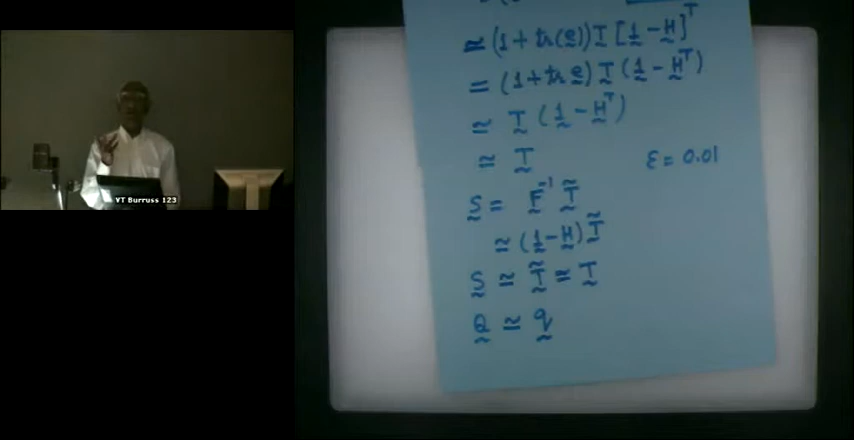 VT Burruss 123
≅ (1 + tr(e)) T [1 - H]ᵀ
= (1 + tr e) T (1 - Hᵀ)
≅ T (1 - Hᵀ)
≅ T ε = 0.01
S = F⁻¹ T̃
≅ (1 - H) T̃
S ≅ T̃ ≅ T
Q ≅ q